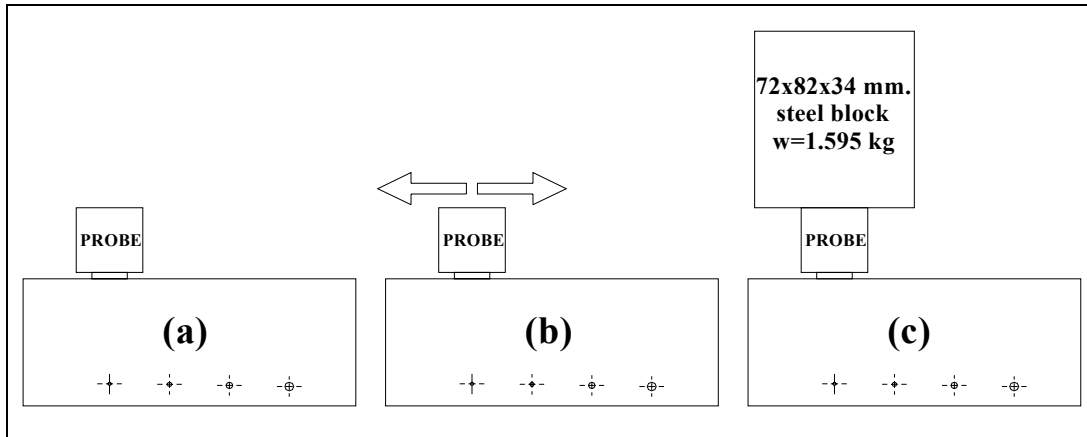 72x82x34 mm.
steel block
w=1.595 kg
PROBE
PROBE
PROBE
(a)
(b)
(c)